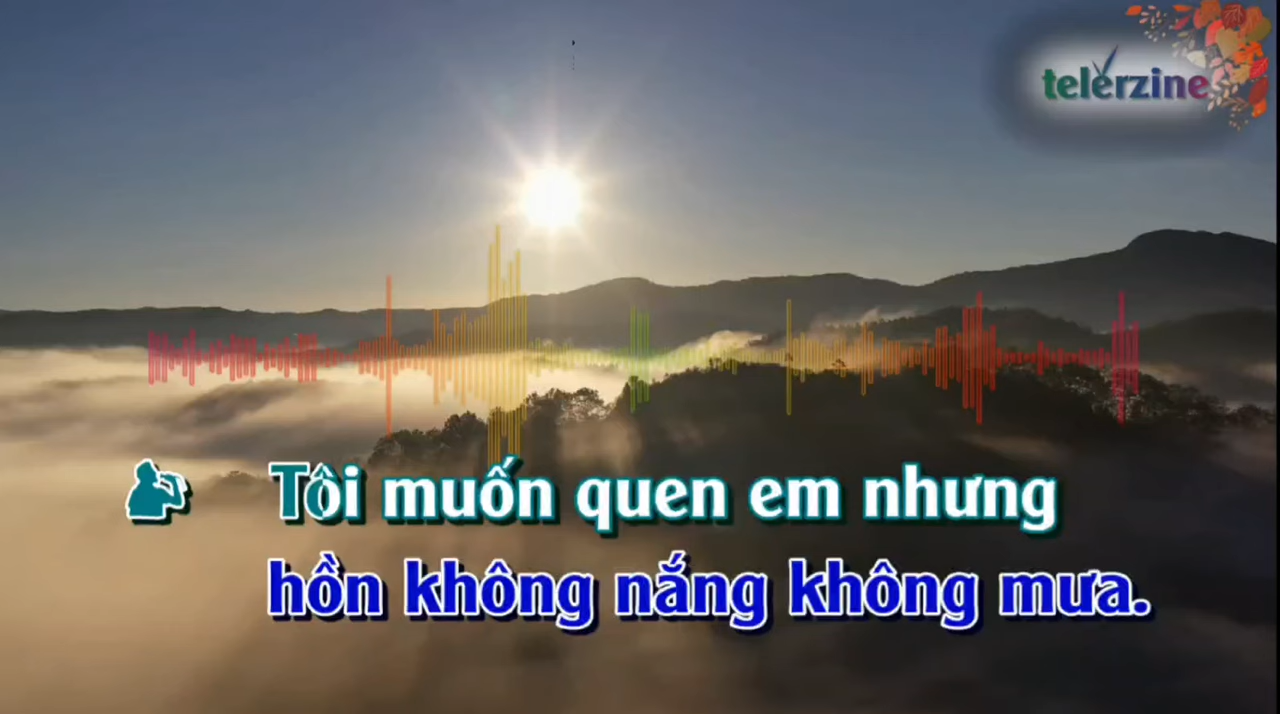 telerzine
Tôi muốn quen em nhưng
hồn không nắng không mưa.